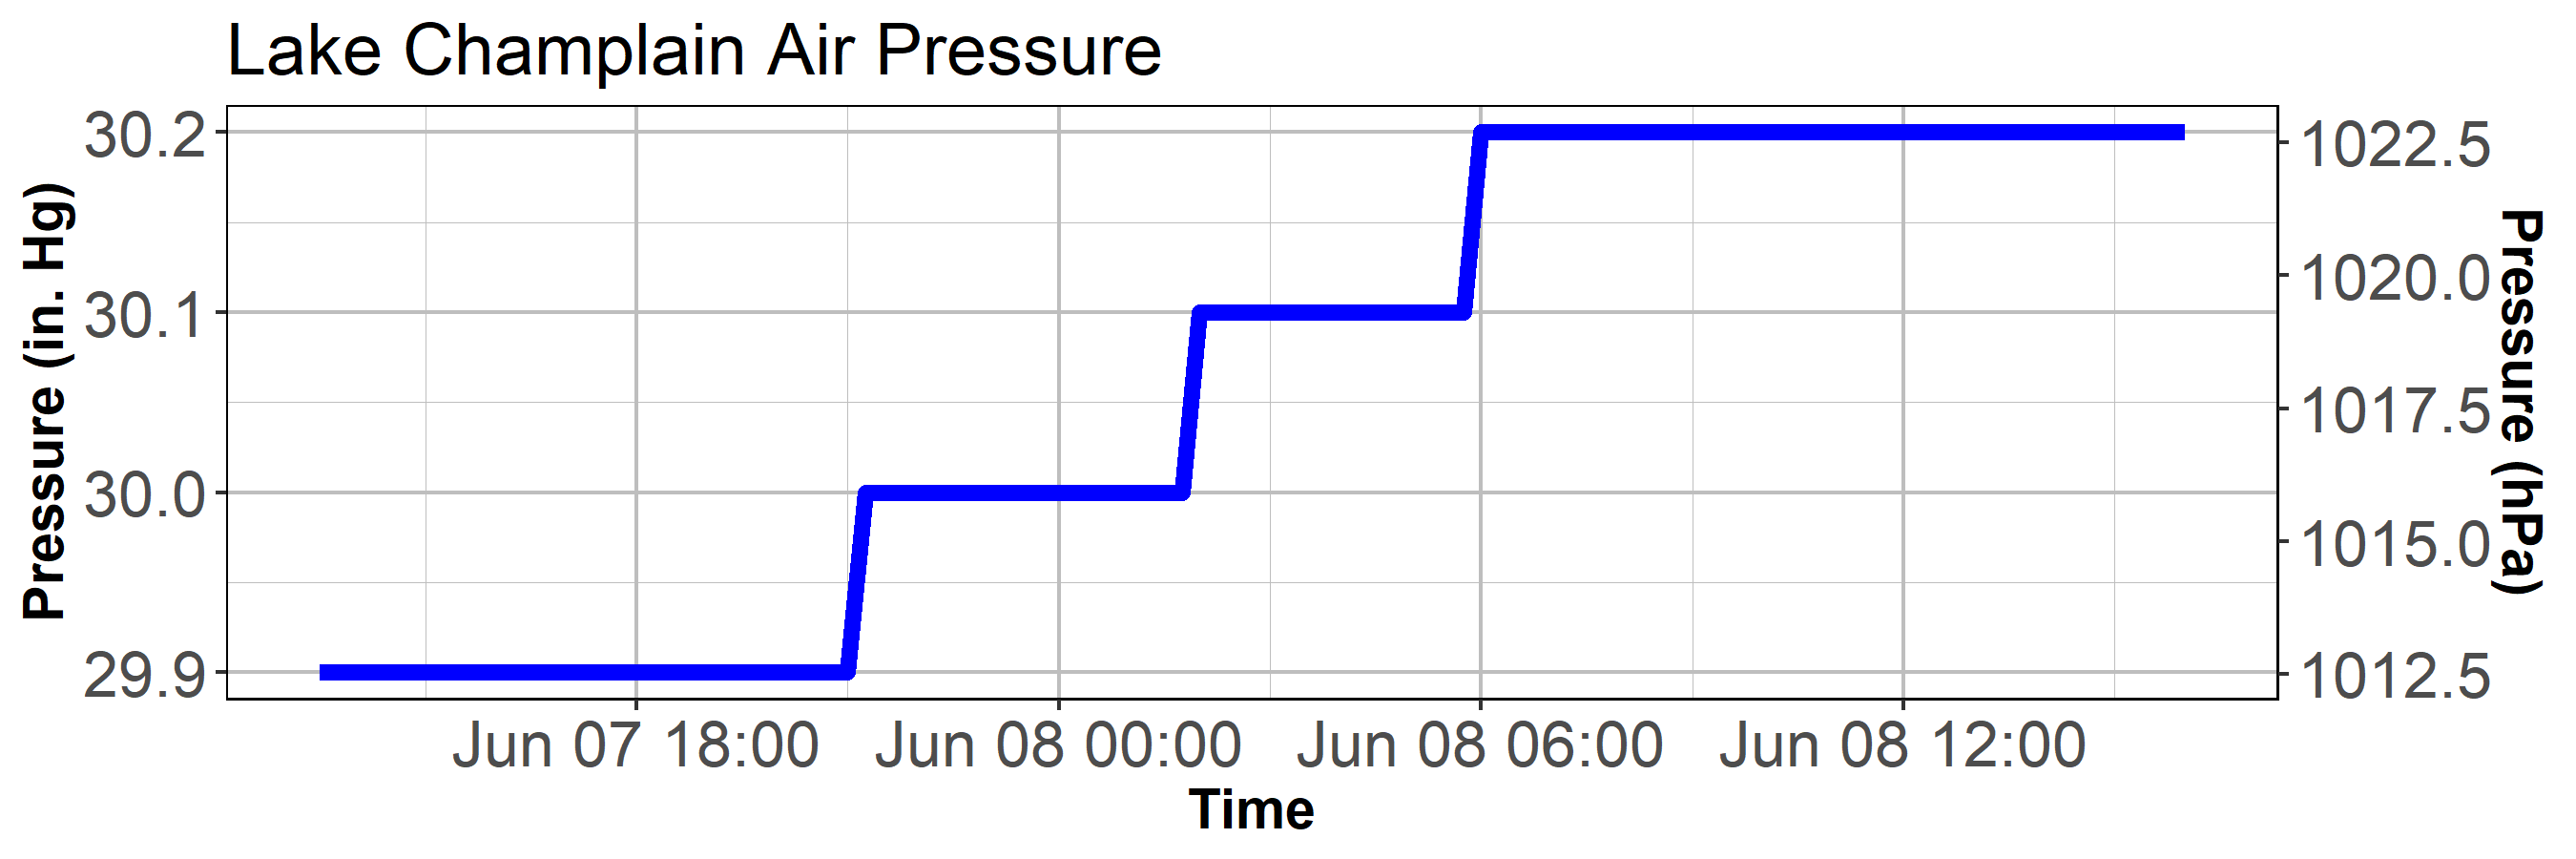 Lake Champlain Air Pressure
Pressure (in. Hg)
30.2
30.1
30.0
29.9
1022.5
1020.0
1017.5
1015.0
1012.5
Pressure (hPa)
Jun 07 18:00 Jun 08 00:00 Jun 08 06:00 Jun 08 12:00
Time